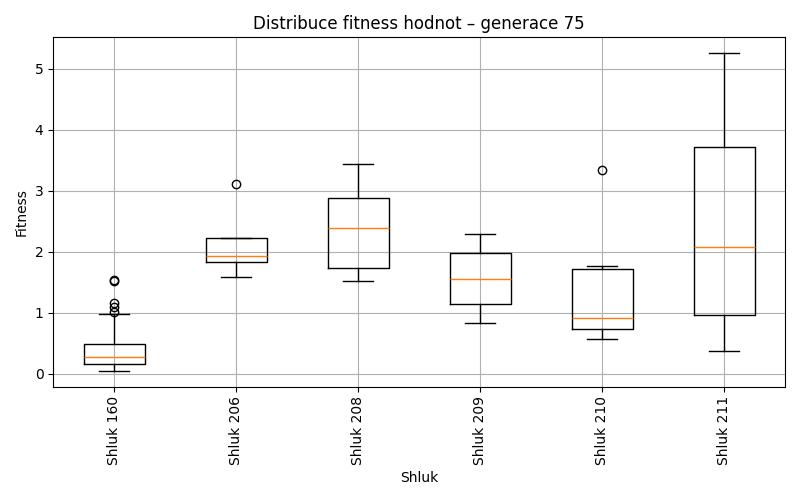 Distribuce fitness hodnot – generace 75
Fitness
5
4
3
2
1
0
Shluk 160
Shluk 206
Shluk 208
Shluk 209
Shluk 210
Shluk 211
Shluk